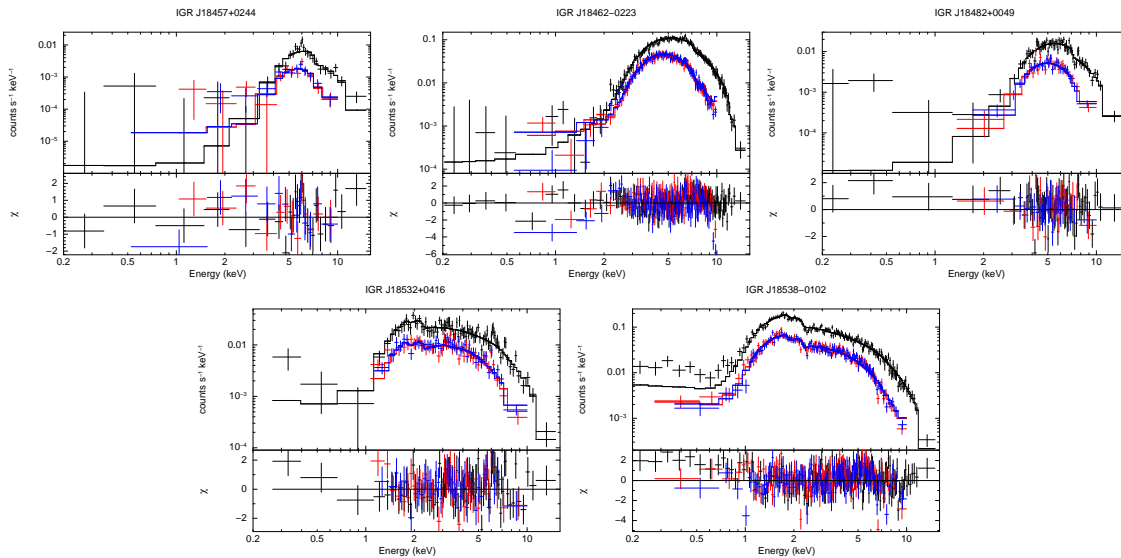 IGR J18457+0244
counts s⁻¹ keV⁻¹
0.01
10⁻³
10⁻⁴
10⁻⁵
χ
2
1
0
−1
−2
0.2 0.5 1 2 5 10
Energy (keV)
IGR J18462−0223
counts s⁻¹ keV⁻¹
0.1
0.01
10⁻³
10⁻⁴
χ
2
0
−2
−4
−6
0.2 0.5 1 2 5 10
Energy (keV)
IGR J18482+0049
counts s⁻¹ keV⁻¹
0.01
10⁻³
10⁻⁴
χ
2
0
−2
0.2 0.5 1 2 5 10
Energy (keV)
IGR J18532+0416
counts s⁻¹ keV⁻¹
0.01
10⁻³
10⁻⁴
χ
2
0
−2
0.2 0.5 1 2 5 10
Energy (keV)
IGR J18538−0102
counts s⁻¹ keV⁻¹
0.1
0.01
10⁻³
χ
2
0
−2
−4
0.2 0.5 1 2 5 10
Energy (keV)